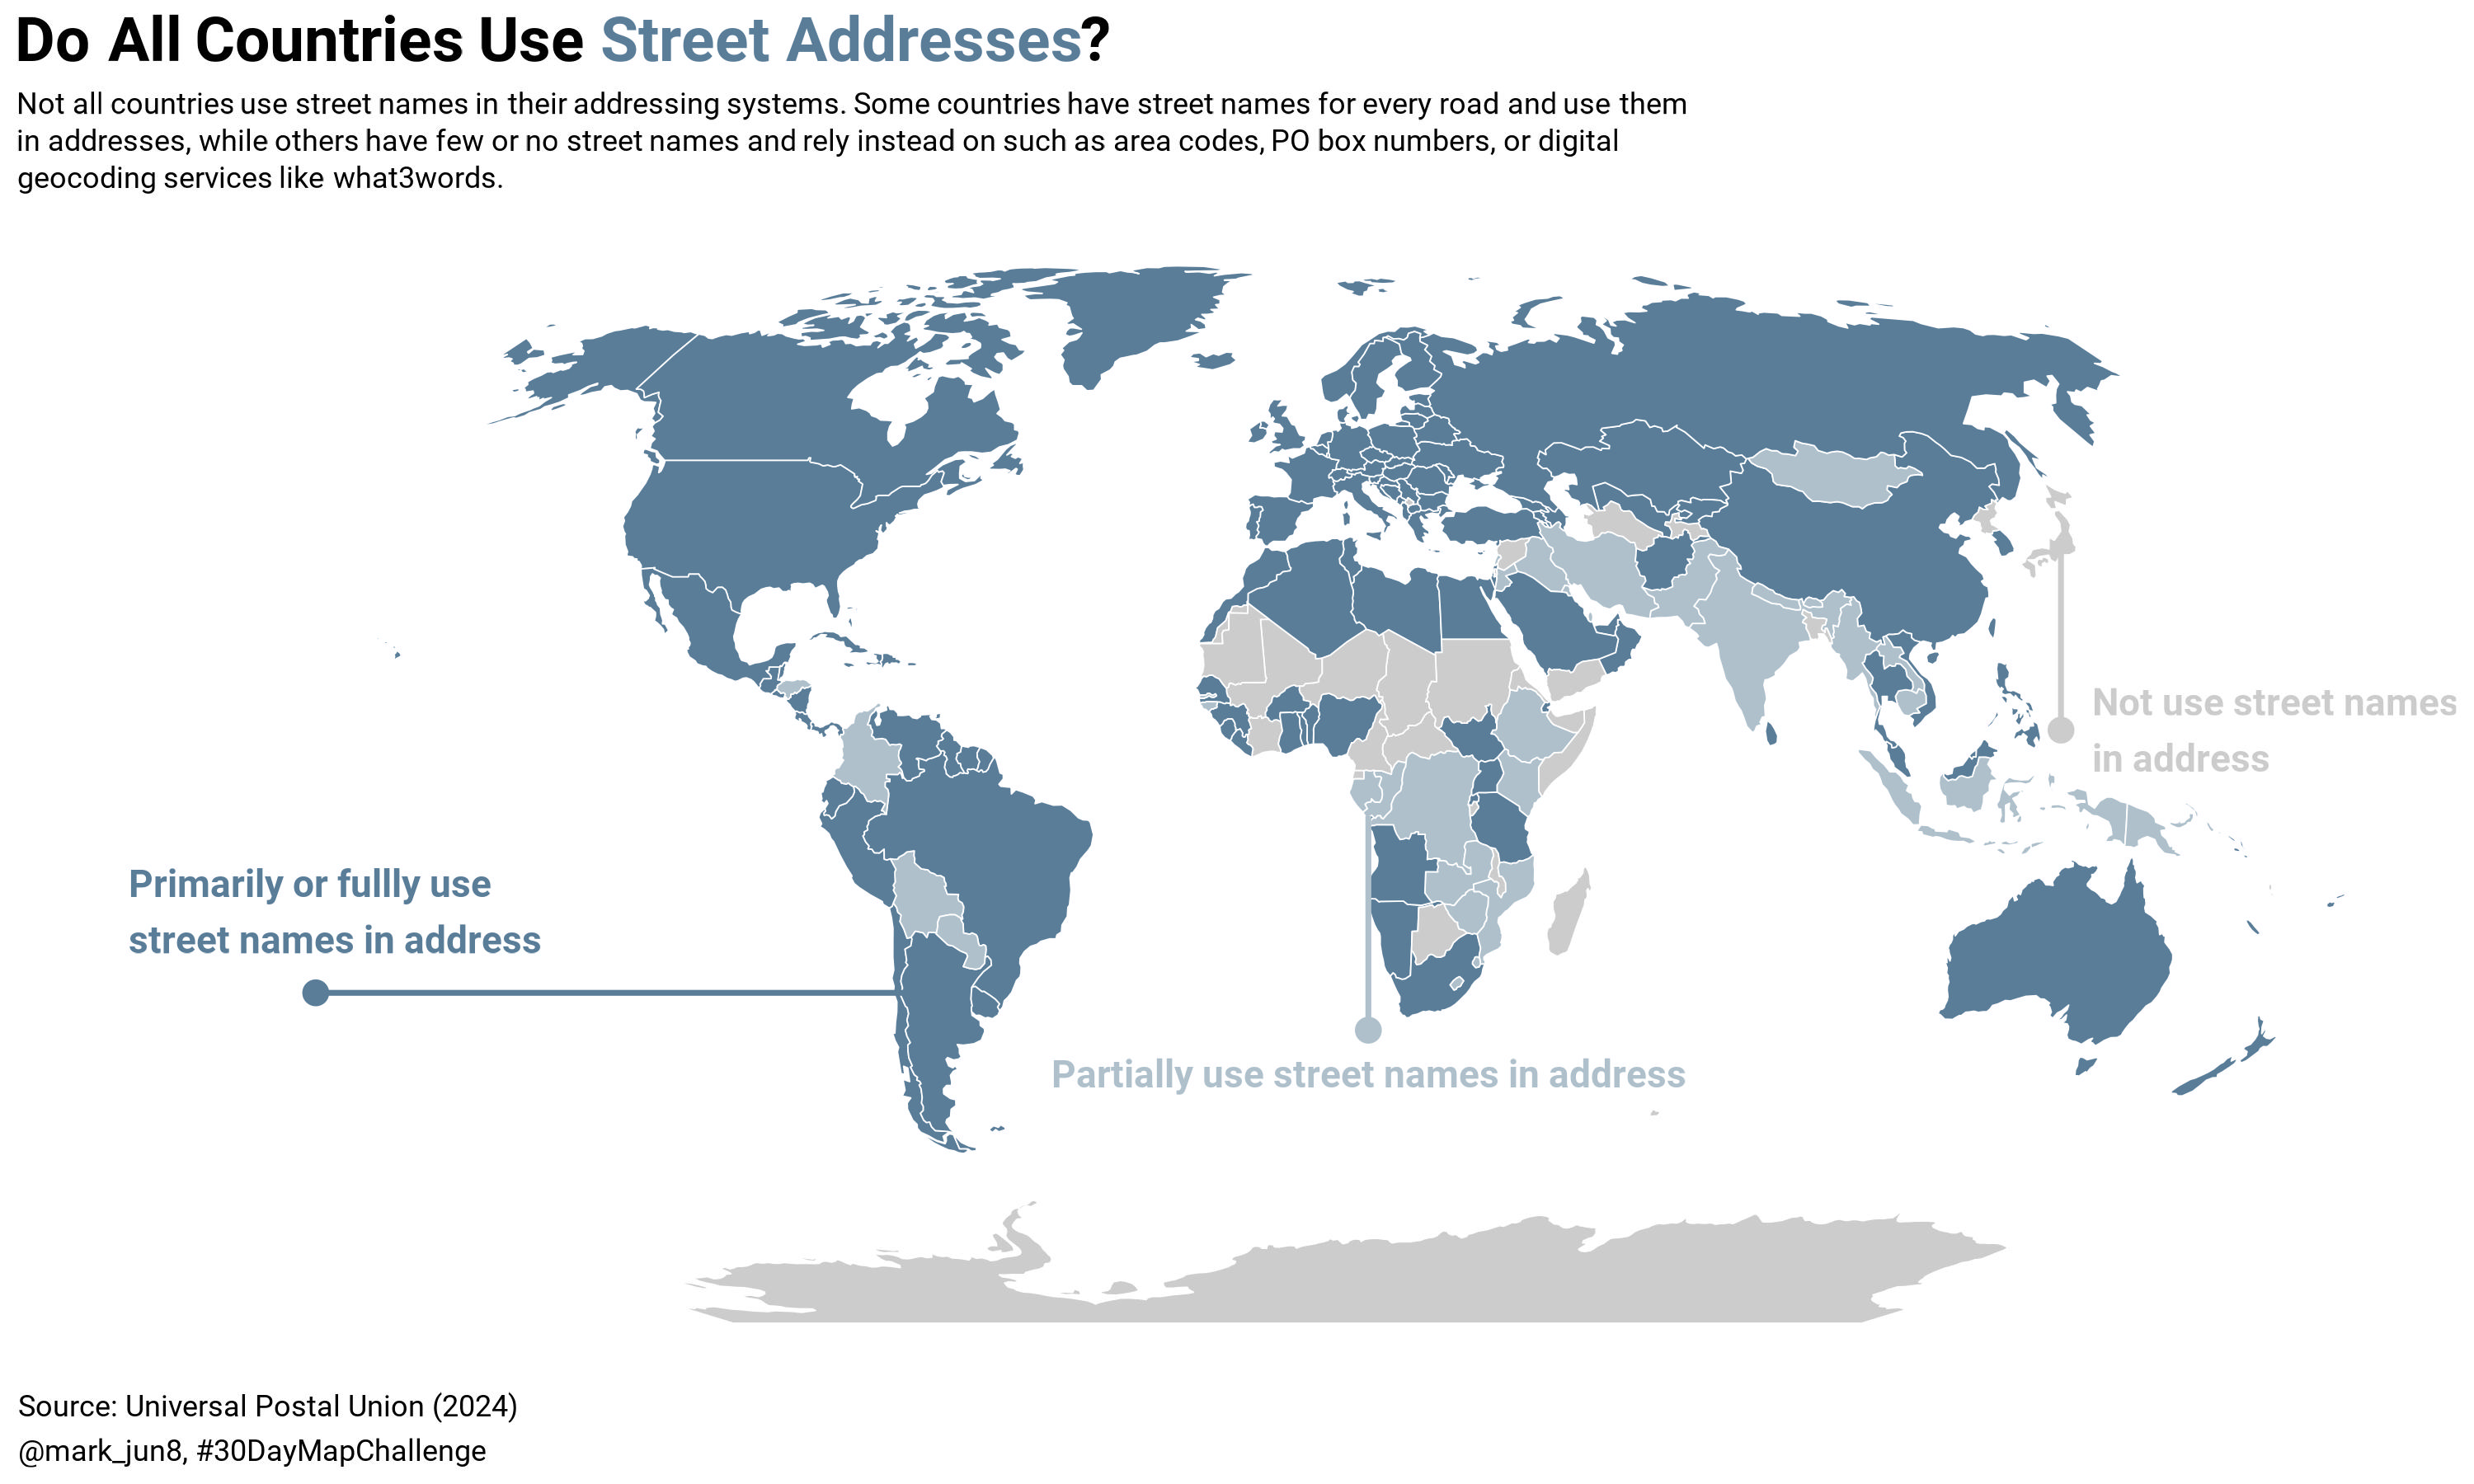 Do All Countries Use Street Addresses?
Not all countries use street names in their addressing systems. Some countries have street names for every road and use them
in addresses, while others have few or no street names and rely instead on such as area codes, PO box numbers, or digital
geocoding services like what3words.
Not use street names
in address
Primarily or fullly use
street names in address
Partially use street names in address
Source: Universal Postal Union (2024)
@mark_jun8, #30DayMapChallenge